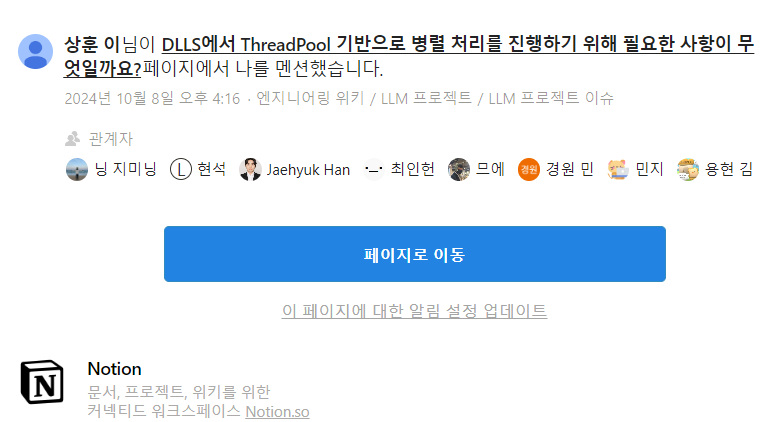 상훈 이님이 DLLS에서 ThreadPool 기반으로 병렬 처리를 진행하기 위해 필요한 사항이 무
엇일까요?페이지에서 나를 멘션했습니다.
2024년 10월 8일 오후 4:16 · 엔지니어링 위키 / LLM 프로젝트 / LLM 프로젝트 이슈
관계자
닝 지미닝 L 현석 Jaehyuk Han 최인헌 므에 경원 경원 민 민지 용현 김
페이지로 이동
이 페이지에 대한 알림 설정 업데이트
Notion
문서, 프로젝트, 위키를 위한
커넥티드 워크스페이스 Notion.so